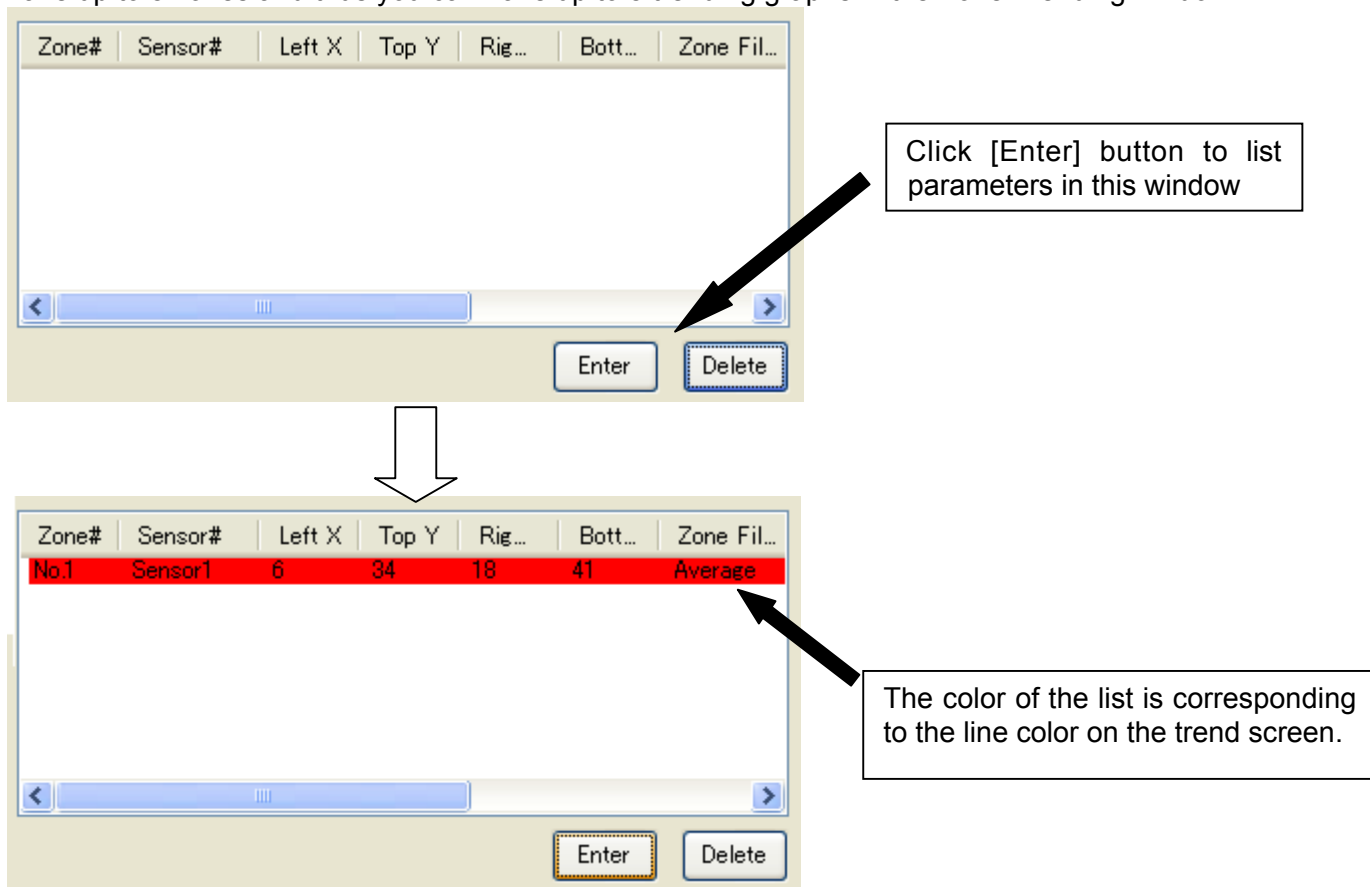 Zone# Sensor# Left X Top Y Rig... Bott... Zone Fil...
Click [Enter] button to list
parameters in this window
Enter Delete
Zone# Sensor# Left X Top Y Rig... Bott... Zone Fil...
No.1 Sensor1 6 34 18 41 Average
The color of the list is corresponding
to the line color on the trend screen.
Enter Delete